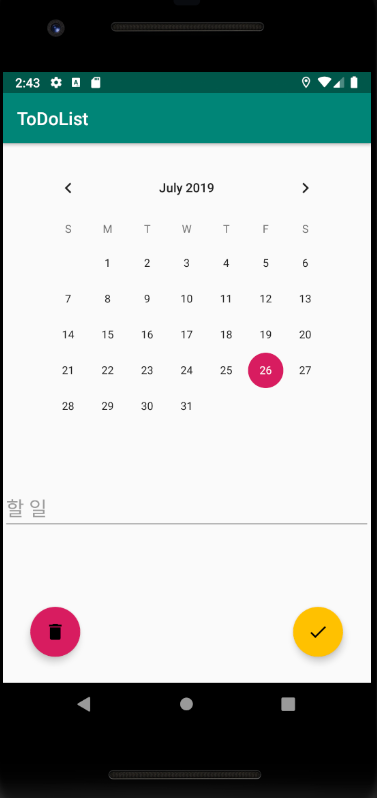 2:43
ToDoList
July 2019
S M T W T F S
1 2 3 4 5 6
7 8 9 10 11 12 13
14 15 16 17 18 19 20
21 22 23 24 25 26 27
28 29 30 31
할 일